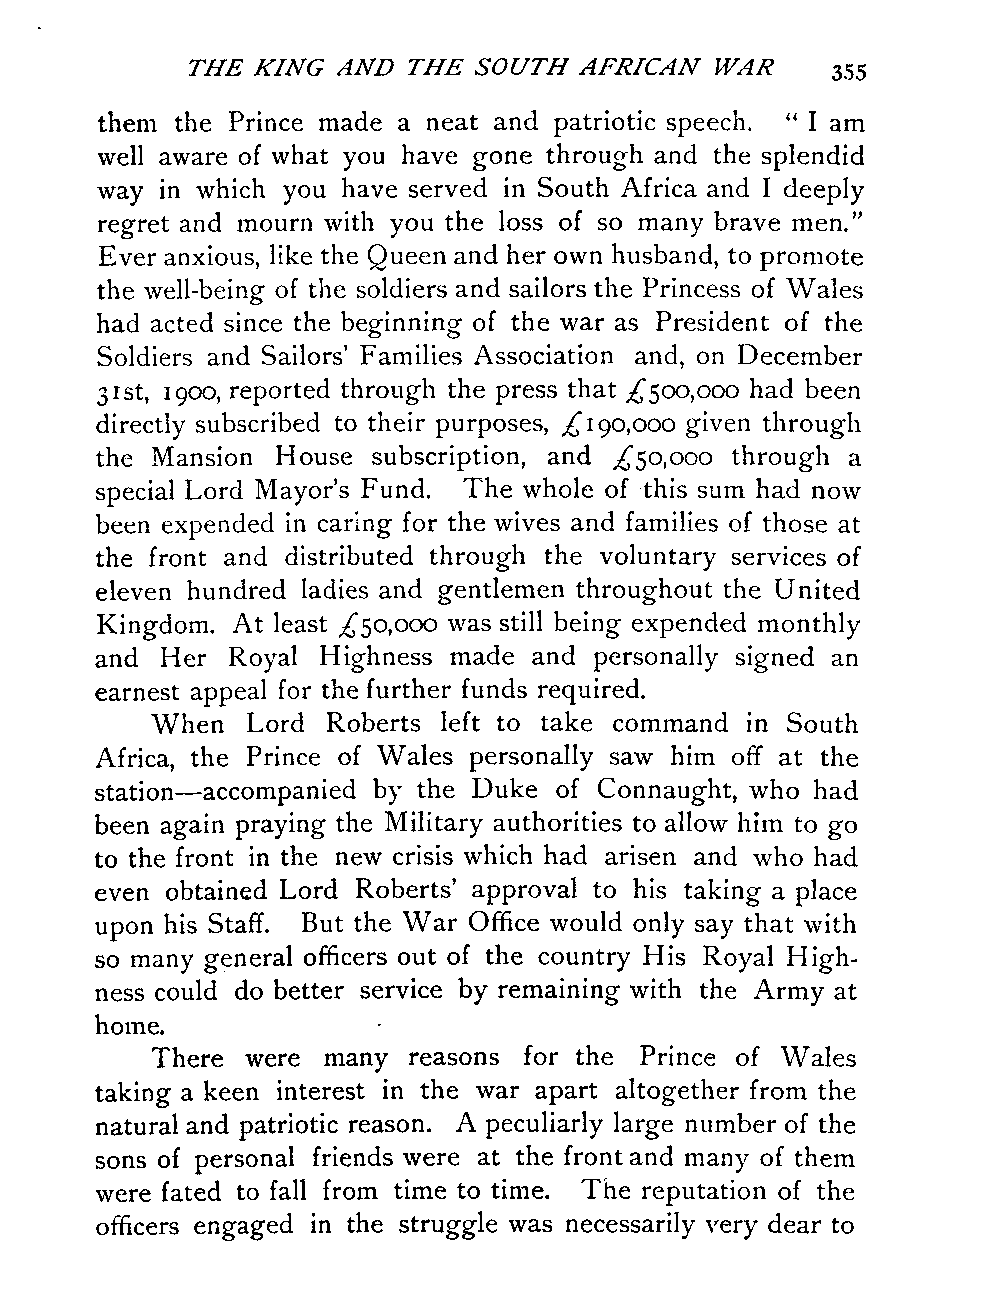 THE KING AND THE SOUTH AFRICAN WAR 355
them the Prince made a neat and patriotic speech. “ I am
well aware of what you have gone through and the splendid
way in which you have served in South Africa and I deeply
regret and mourn with you the loss of so many brave men.”
Ever anxious, like the Queen and her own husband, to promote
the well-being of the soldiers and sailors the Princess of Wales
had acted since the beginning of the war as President of the
Soldiers and Sailors’ Families Association and, on December
31st, 1900, reported through the press that £500,000 had been
directly subscribed to their purposes, £190,000 given through
the Mansion House subscription, and £50,000 through a
special Lord Mayor’s Fund. The whole of this sum had now
been expended in caring for the wives and families of those at
the front and distributed through the voluntary services of
eleven hundred ladies and gentlemen throughout the United
Kingdom. At least £50,000 was still being expended monthly
and Her Royal Highness made and personally signed an
earnest appeal for the further funds required.
When Lord Roberts left to take command in South
Africa, the Prince of Wales personally saw him off at the
station—accompanied by the Duke of Connaught, who had
been again praying the Military authorities to allow him to go
to the front in the new crisis which had arisen and who had
even obtained Lord Roberts’ approval to his taking a place
upon his Staff. But the War Office would only say that with
so many general officers out of the country His Royal High-
ness could do better service by remaining with the Army at
home.
There were many reasons for the Prince of Wales
taking a keen interest in the war apart altogether from the
natural and patriotic reason. A peculiarly large number of the
sons of personal friends were at the front and many of them
were fated to fall from time to time. The reputation of the
officers engaged in the struggle was necessarily very dear to